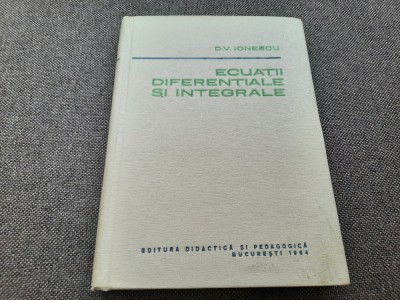 D.V. IONESCU
ECUAȚII
DIFERENȚIALE
ȘI INTEGRALE
EDITURA DIDACTICĂ ȘI PEDAGOGICĂ
BUCUREȘTI 1964